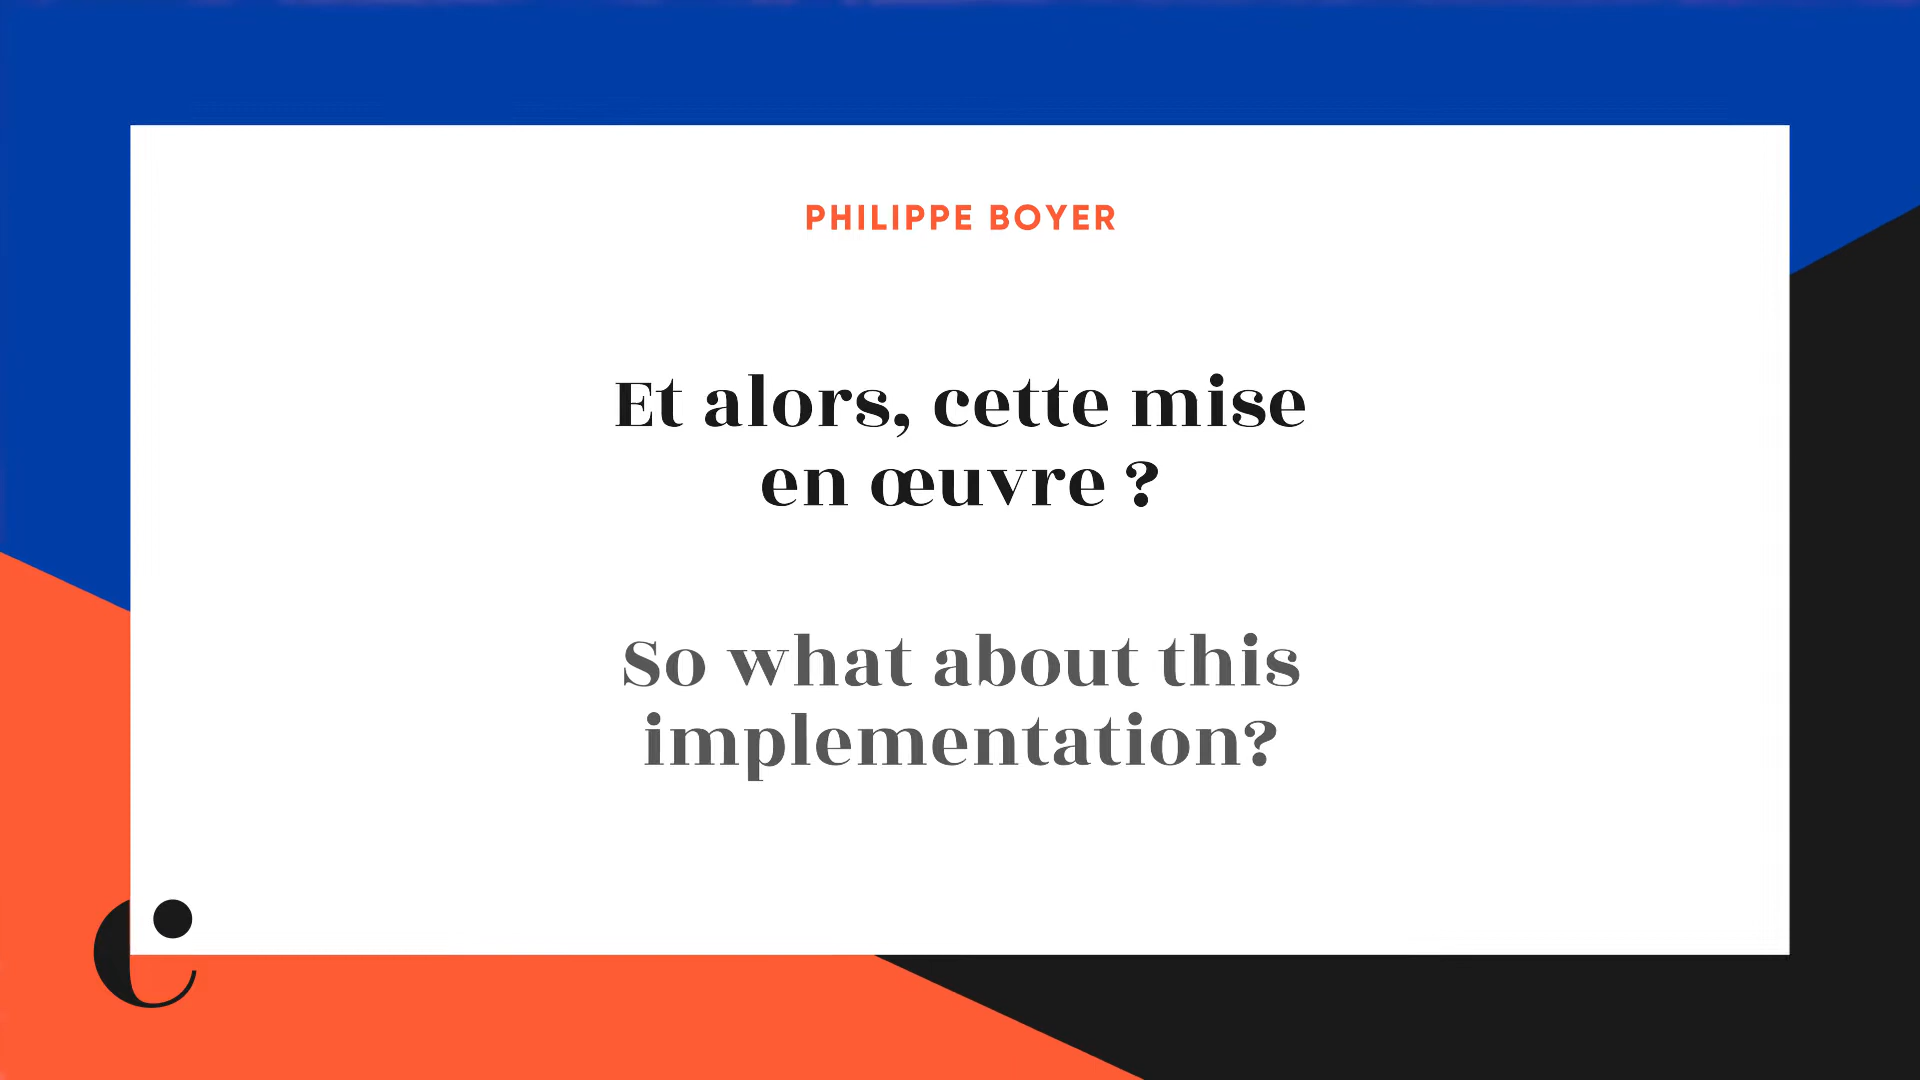 PHILIPPE BOYER
Et alors, cette mise
en œuvre ?
So what about this
implementation?